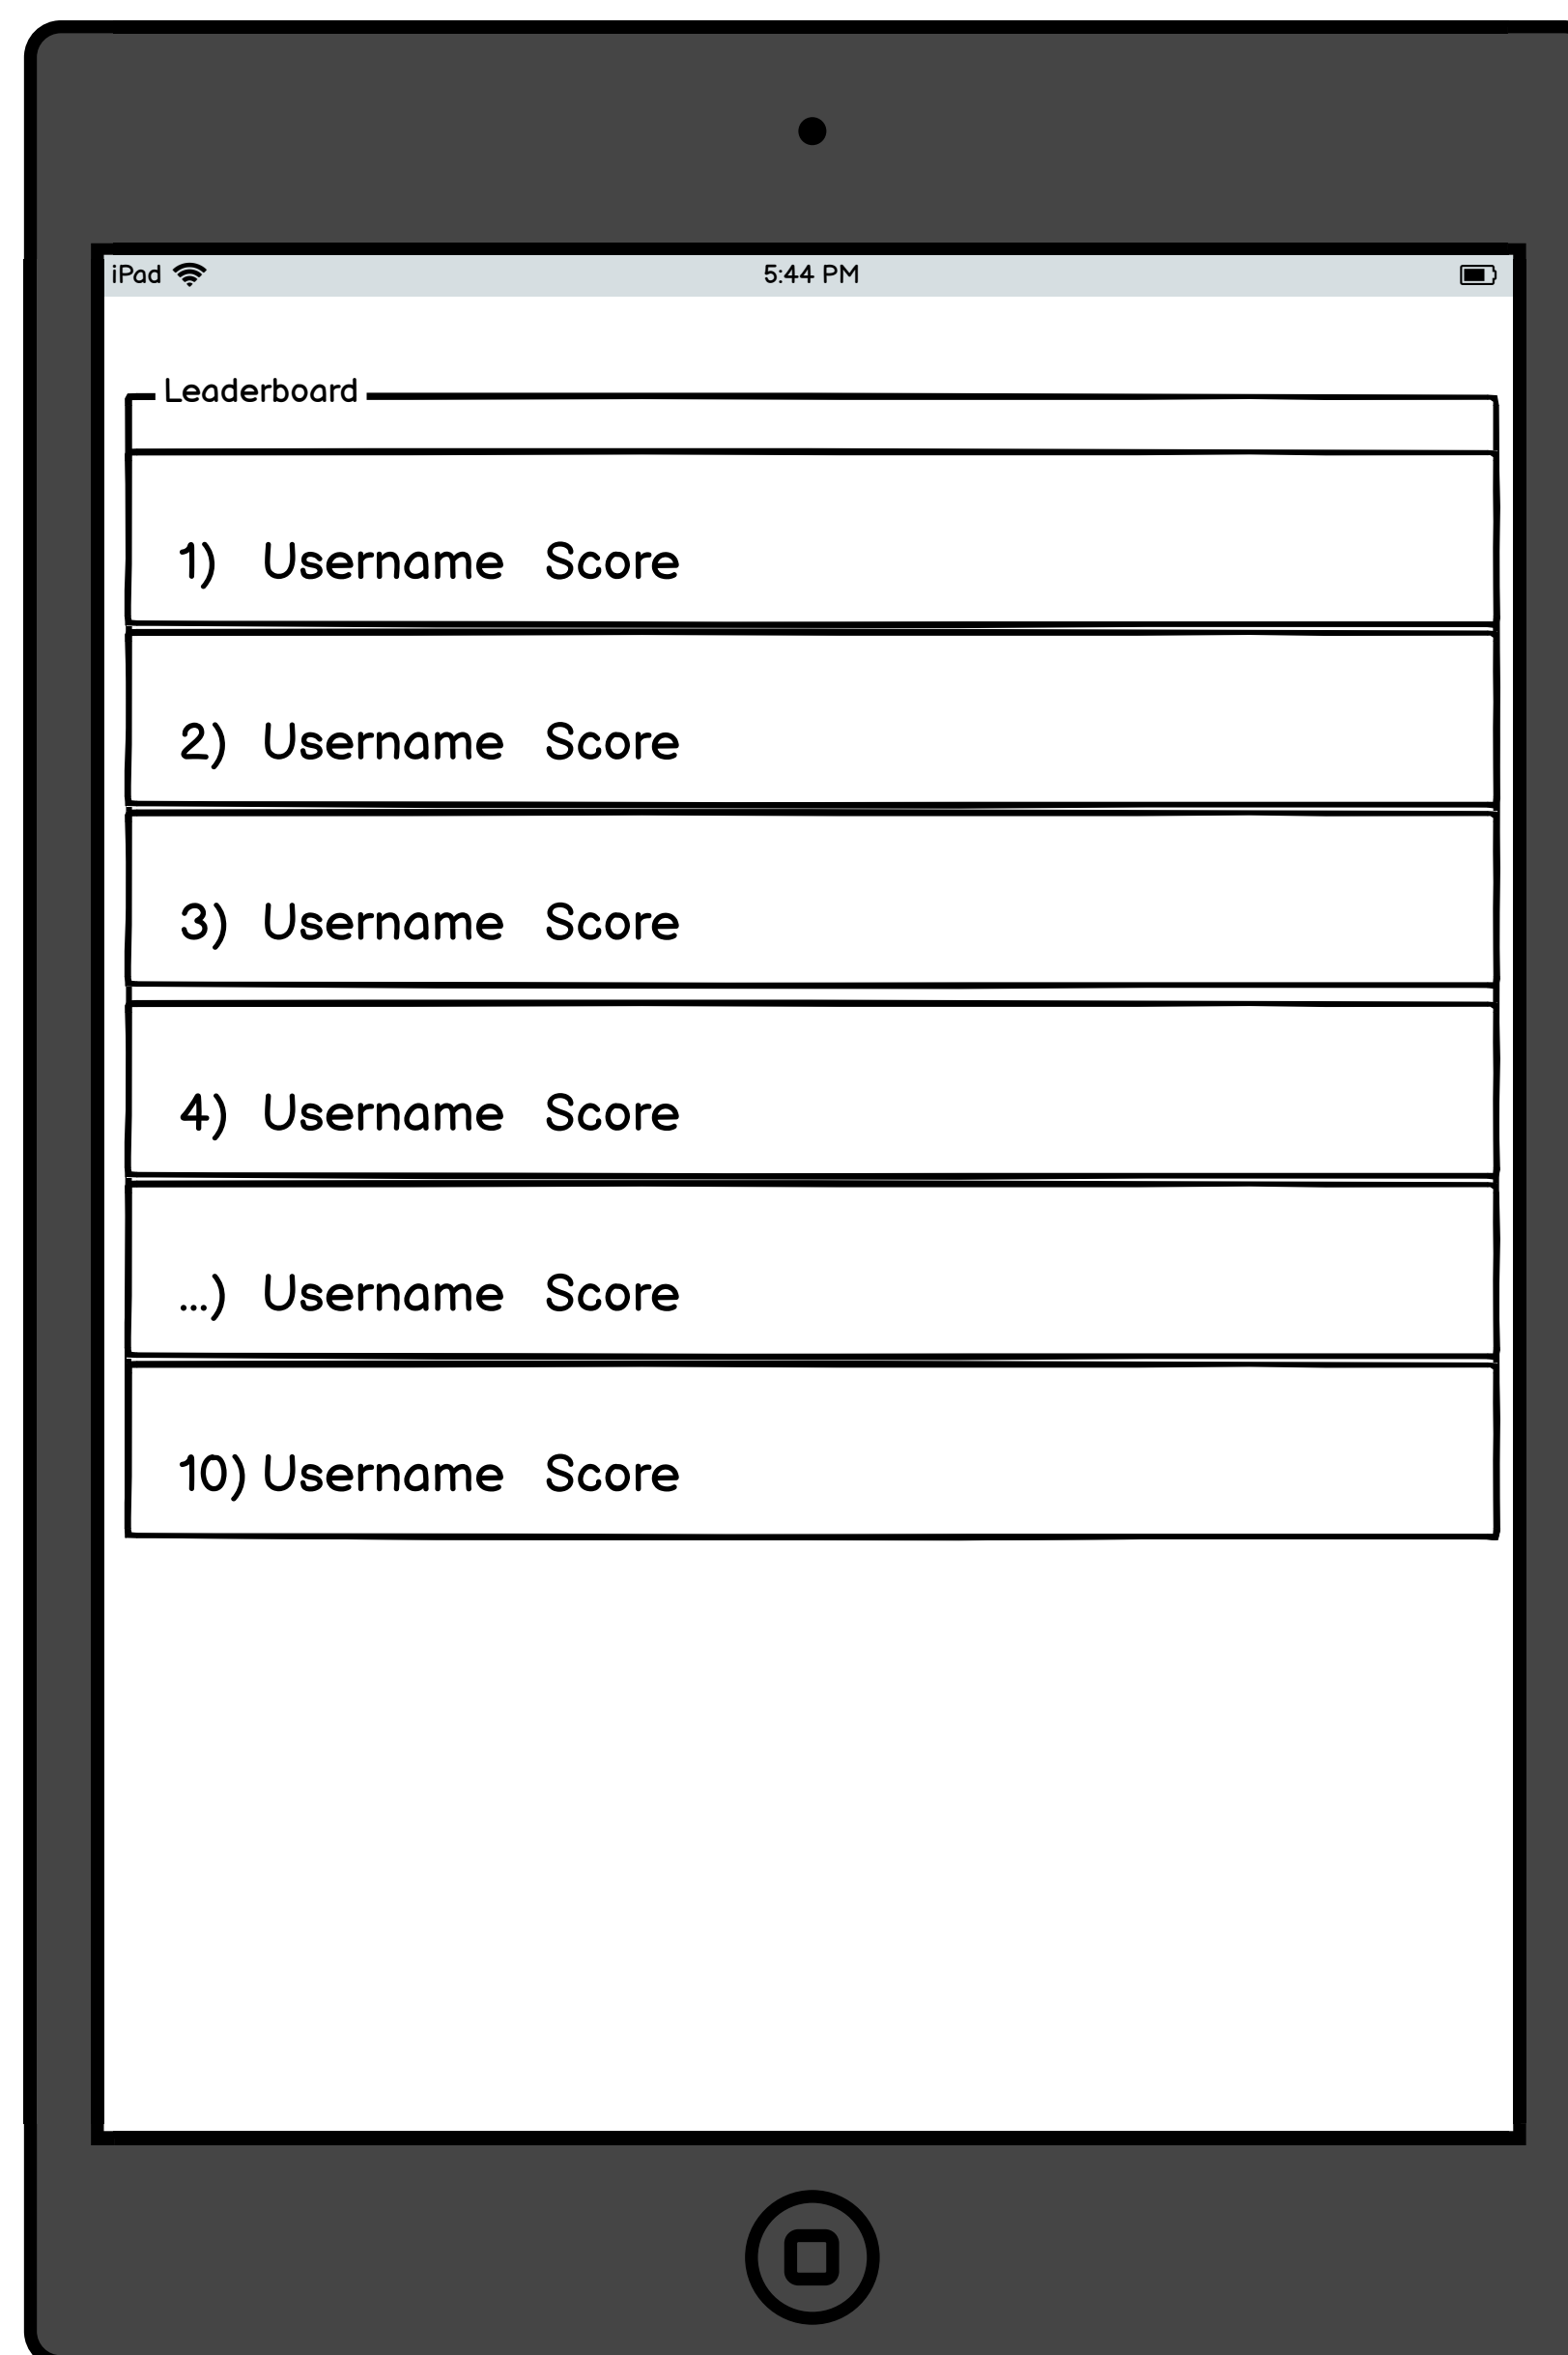 iPad 5:44 PM
Leaderboard
1) Username Score
2) Username Score
3) Username Score
4) Username Score
...) Username Score
10) Username Score